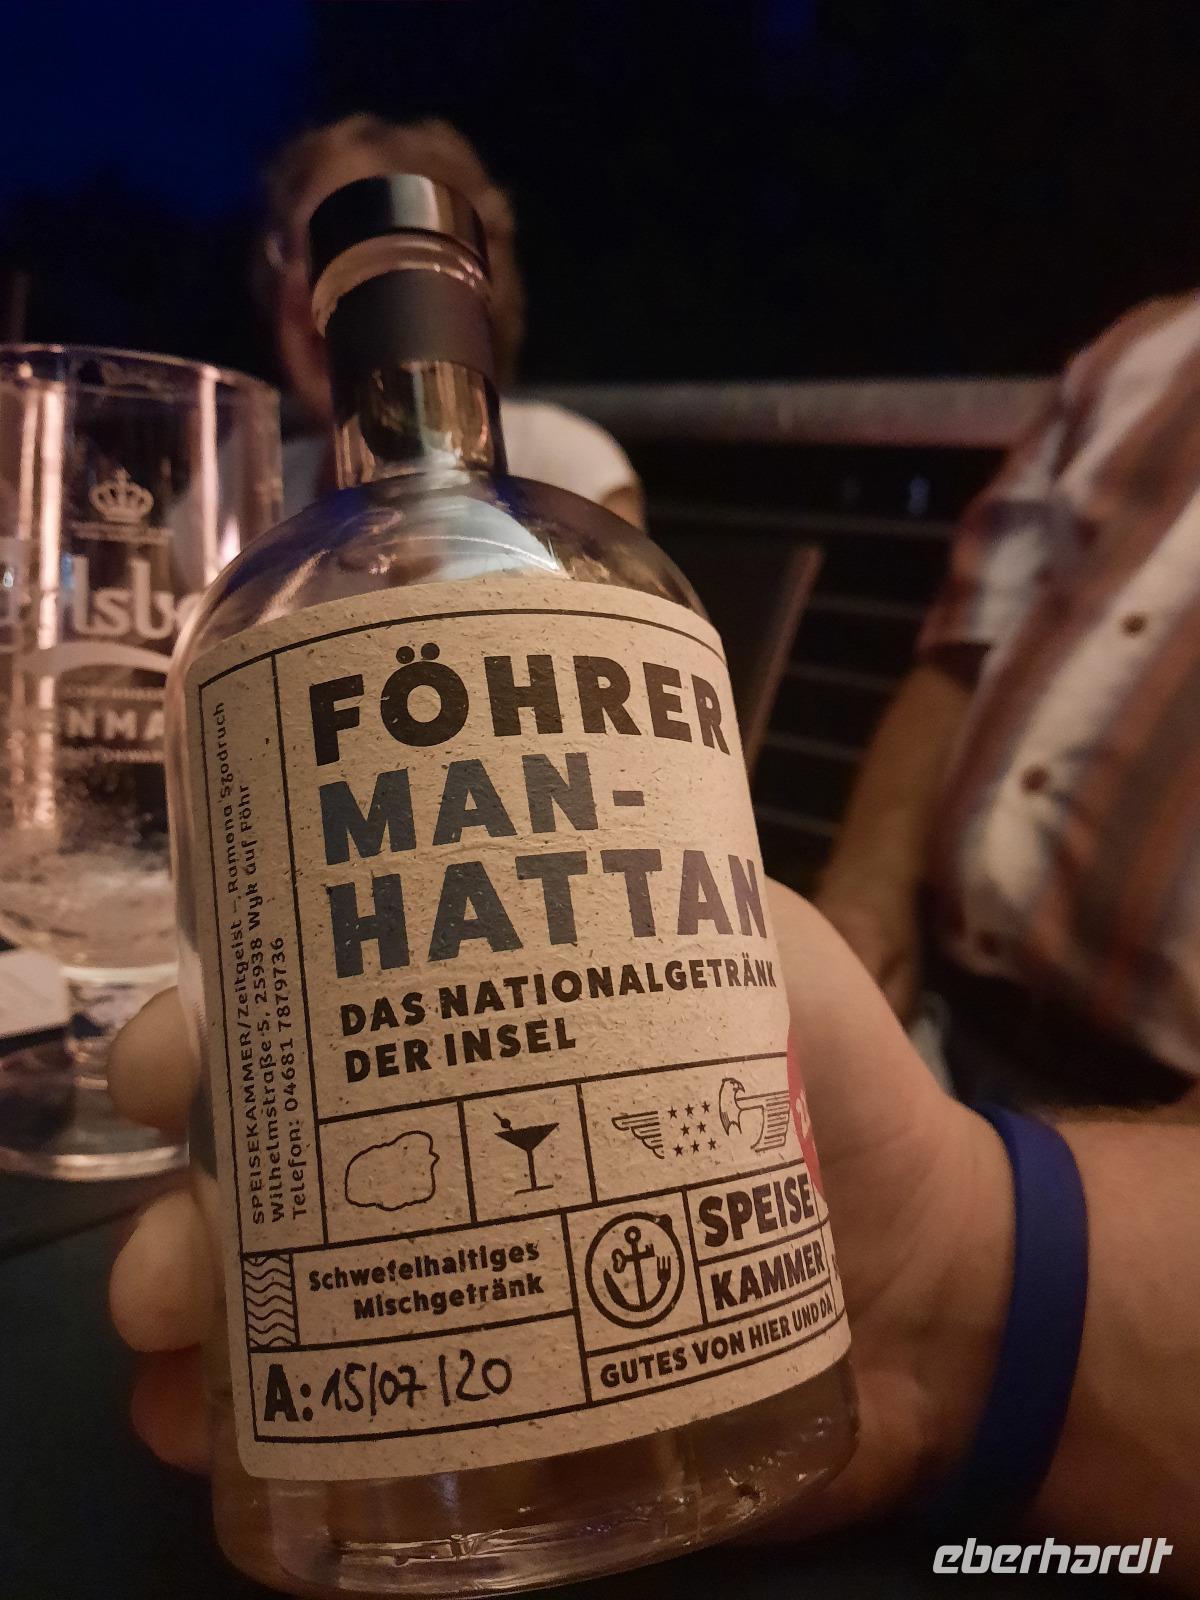 FÖHRER
MAN-
HATTAN
DAS NATIONALGETRÄNK
DER INSEL
SPEISEKAMMER/Zeitgeist – Ramona Szodruch
Wilhelmstraße 5, 25938 Wyk auf Föhr
Telefon: 04681 7879736
Schwefelhaltiges
Mischgetränk
A: 15/07/20
SPEISE
KAMMER
GUTES VON HIER UND DA
eberhardt